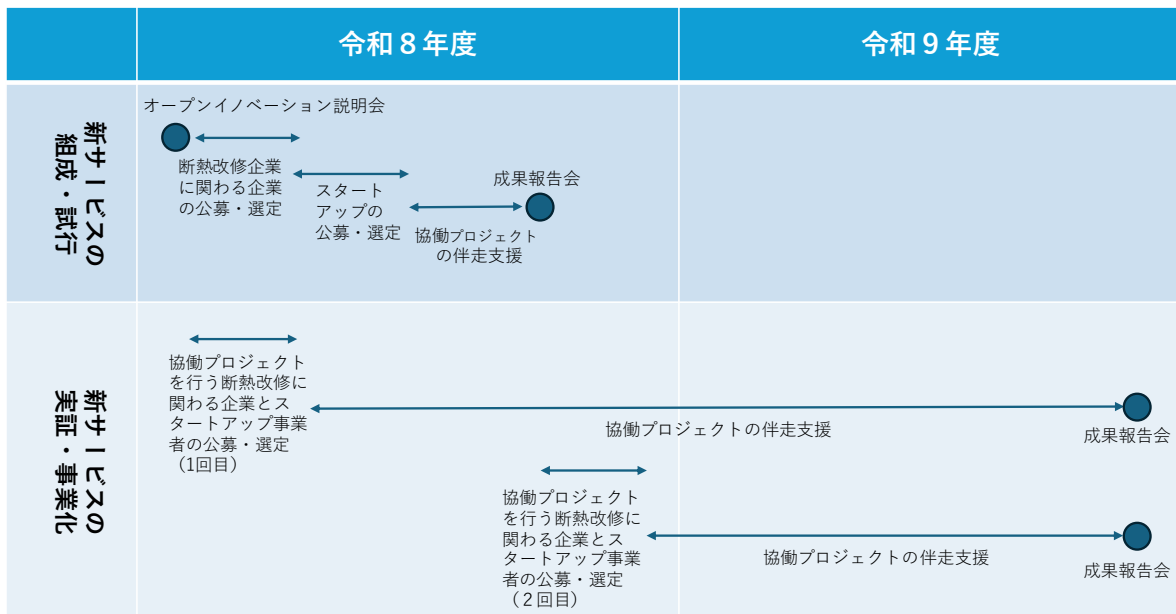 令和８年度
令和９年度
新サービスの
組成・試行
オープンイノベーション説明会
断熱改修企業
に関わる企業
の公募・選定
スタート
アップの
公募・選定
成果報告会
協働プロジェクト
の伴走支援
新サービスの
実証・事業化
協働プロジェクト
を行う断熱改修に
関わる企業とス
タートアップ事業
者の公募・選定
（1回目）
協働プロジェクトの伴走支援
成果報告会
協働プロジェクト
を行う断熱改修に
関わる企業とス
タートアップ事業
者の公募・選定
（２回目）
協働プロジェクトの伴走支援
成果報告会